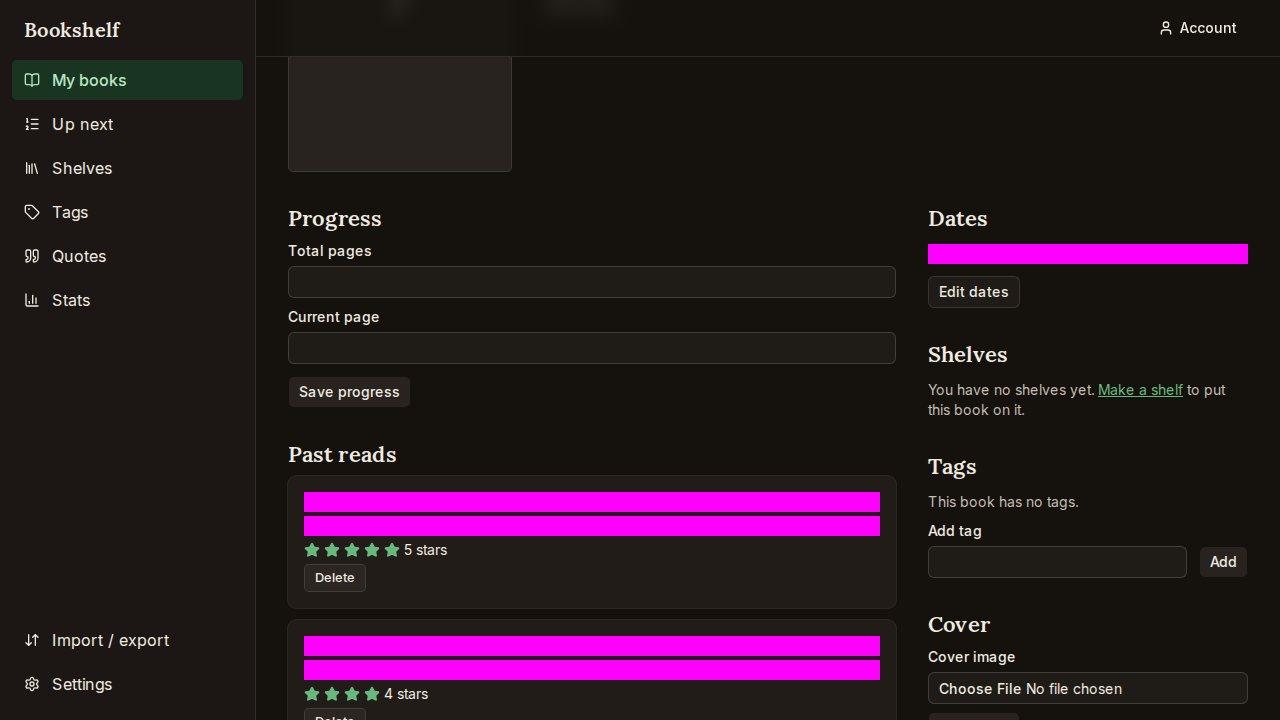 Bookshelf
Account
My books
Up next
Shelves
Tags
Quotes
Stats
Import / export
Settings
Progress
Total pages
Current page
Save progress
Past reads
5 stars
Delete
4 stars
Delete
Dates
Edit dates
Shelves
You have no shelves yet. Make a shelf to put
this book on it.
Tags
This book has no tags.
Add tag
Add
Cover
Cover image
Choose File No file chosen